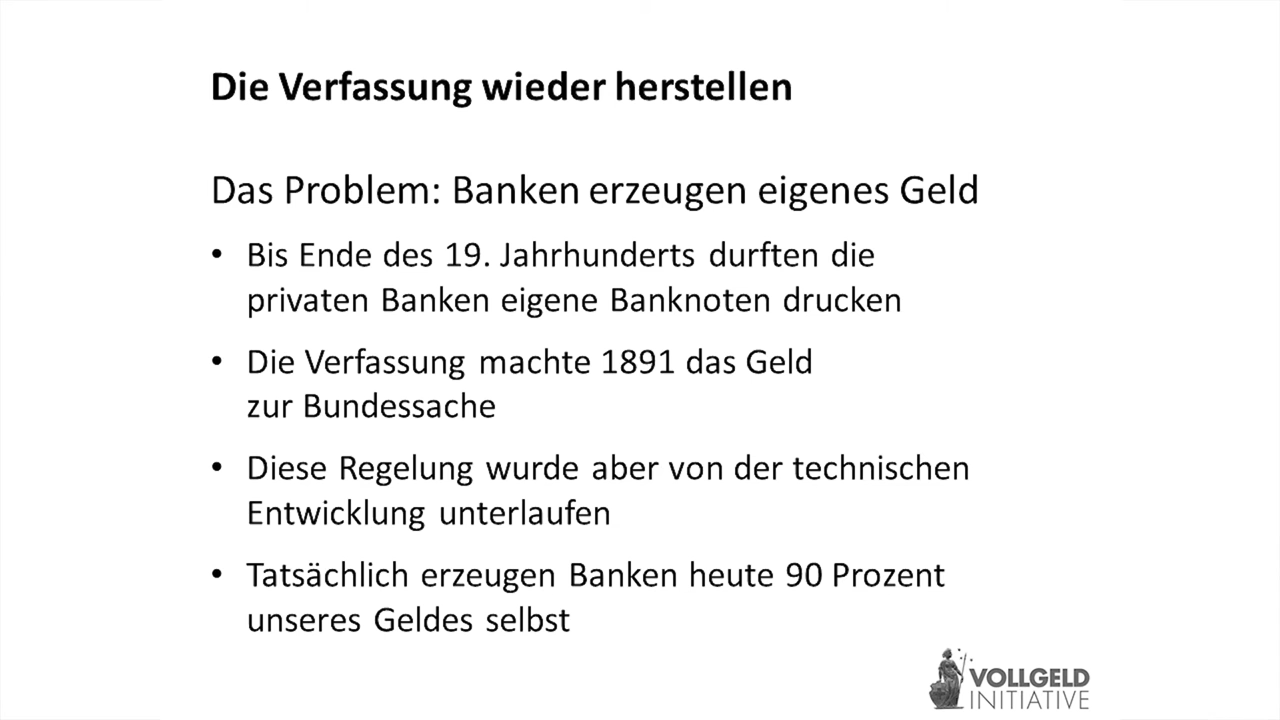 Die Verfassung wieder herstellen
Das Problem: Banken erzeugen eigenes Geld
• Bis Ende des 19. Jahrhunderts durften die
privaten Banken eigene Banknoten drucken
• Die Verfassung machte 1891 das Geld
zur Bundessache
• Diese Regelung wurde aber von der technischen
Entwicklung unterlaufen
• Tatsächlich erzeugen Banken heute 90 Prozent
unseres Geldes selbst
VOLLGELD
INITIATIVE